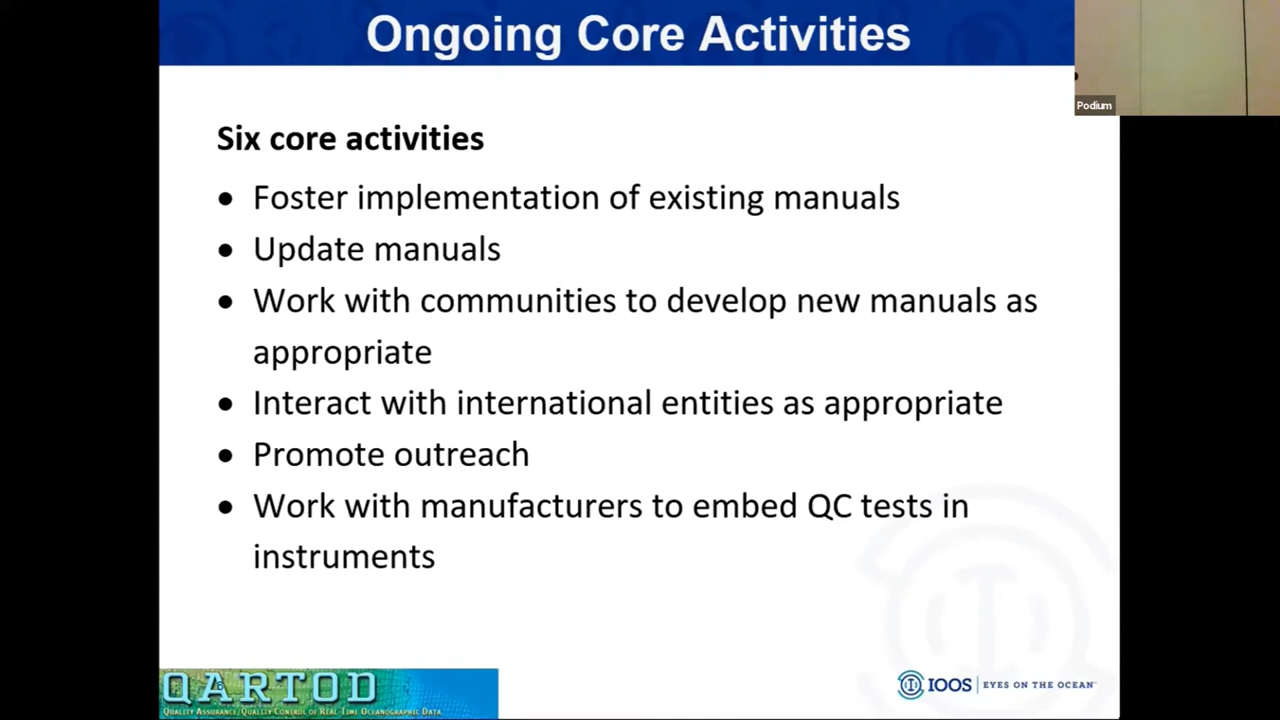 Ongoing Core Activities
Podium
Six core activities
• Foster implementation of existing manuals
• Update manuals
• Work with communities to develop new manuals as
appropriate
• Interact with international entities as appropriate
• Promote outreach
• Work with manufacturers to embed QC tests in
instruments
QARTOD
Quality Assurance/Quality Control of Real-Time Oceanographic Data
IOOS | EYES ON THE OCEAN™